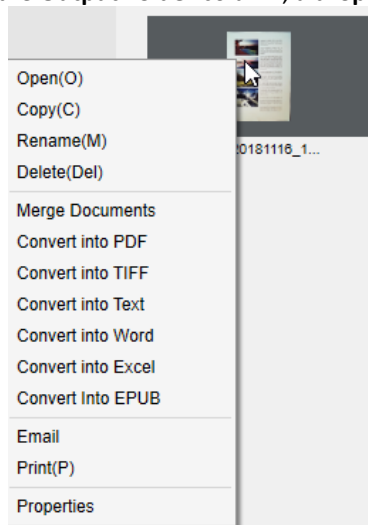 Open(O)
Copy(C)
Rename(M)
Delete(Del)
20181116_1...
Merge Documents
Convert into PDF
Convert into TIFF
Convert into Text
Convert into Word
Convert into Excel
Convert Into EPUB
Email
Print(P)
Properties